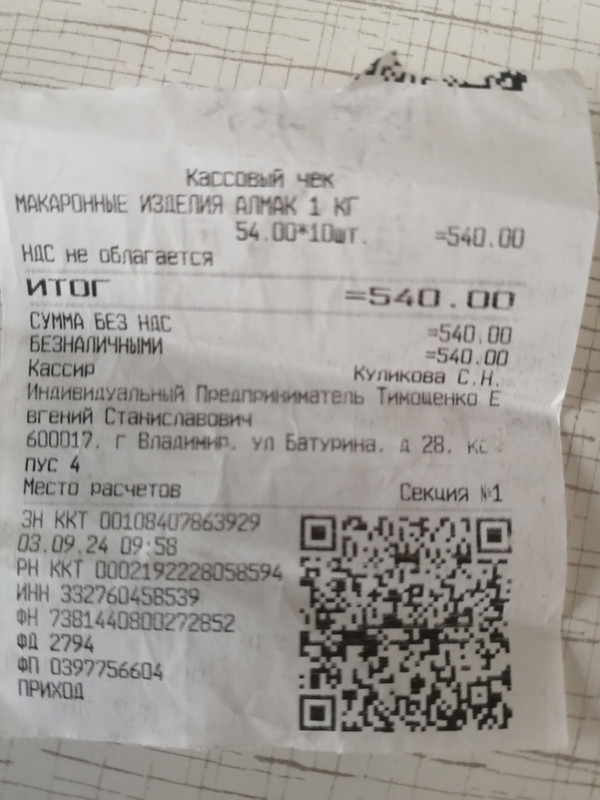 Кассовый чек
МАКАРОННЫЕ ИЗДЕЛИЯ АЛМАК 1 КГ
54.00*10шт. =540.00
НДС не облагается
ИТОГ =540.00
СУММА БЕЗ НДС =540.00
БЕЗНАЛИЧНЫМИ =540.00
Кассир Куликова С.Н.
Индивидуальный Предприниматель Тимошенко Е
вгений Станиславович
600017, г Владимир, ул Батурина, д 28,
пус 4
Место расчетов Секция №1
ЗН ККТ 00108407863929
03.09.24 09:58
РН ККТ 0002192228058594
ИНН 332760458539
ФН 7381440800272852
ФД 2794
ФП 0397756604
ПРИХОД